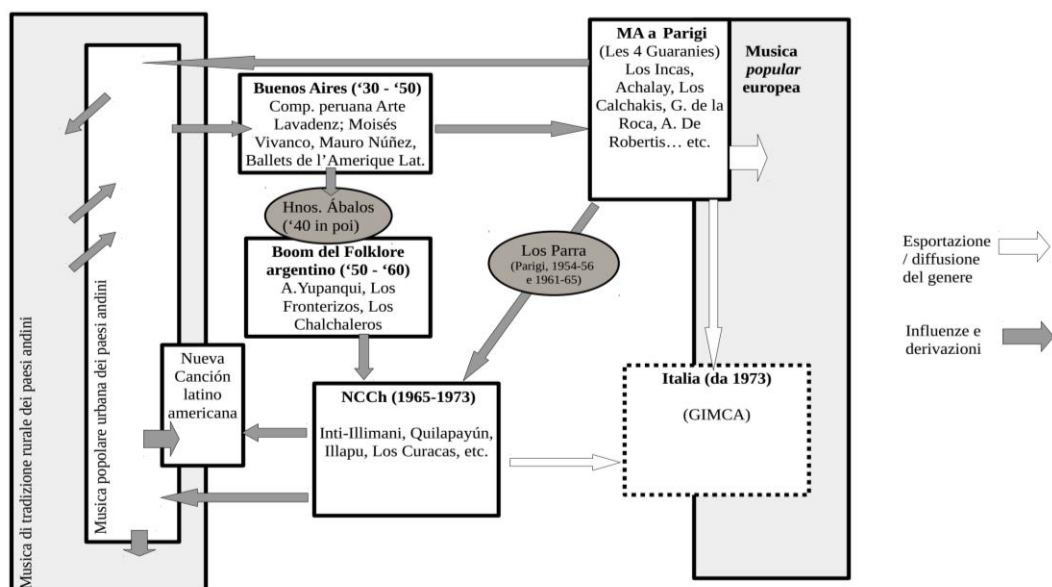 Musica di tradizione rurale dei paesi andini
Musica popolare urbana dei paesi andini
Buenos Aires (‘30 - ‘50)
Comp. peruana Arte
Lavadenz; Moisés
Vivanco, Mauro Núñez,
Ballets de l’Amerique Lat.
Hnos. Ábalos
(‘40 in poi)
Boom del Folklore
argentino (‘50 - ‘60)
A.Yupanqui, Los
Fronterizos, Los
Chalchaleros
Nueva
Canción
latino
americana
NCCh (1965-1973)
Inti-Illimani, Quilapayún,
Illapu, Los Curacas, etc.
MA a Parigi
(Les 4 Guaranies)
Los Incas,
Achalay, Los
Calchakis, G. de la
Roca, A. De
Robertis… etc.
Musica
popular
europea
Los Parra
(Parigi, 1954-56
e 1961-65)
Italia (da 1973)
(GIMCA)
Esportazione
/ diffusione
del genere
Influenze e
derivazioni